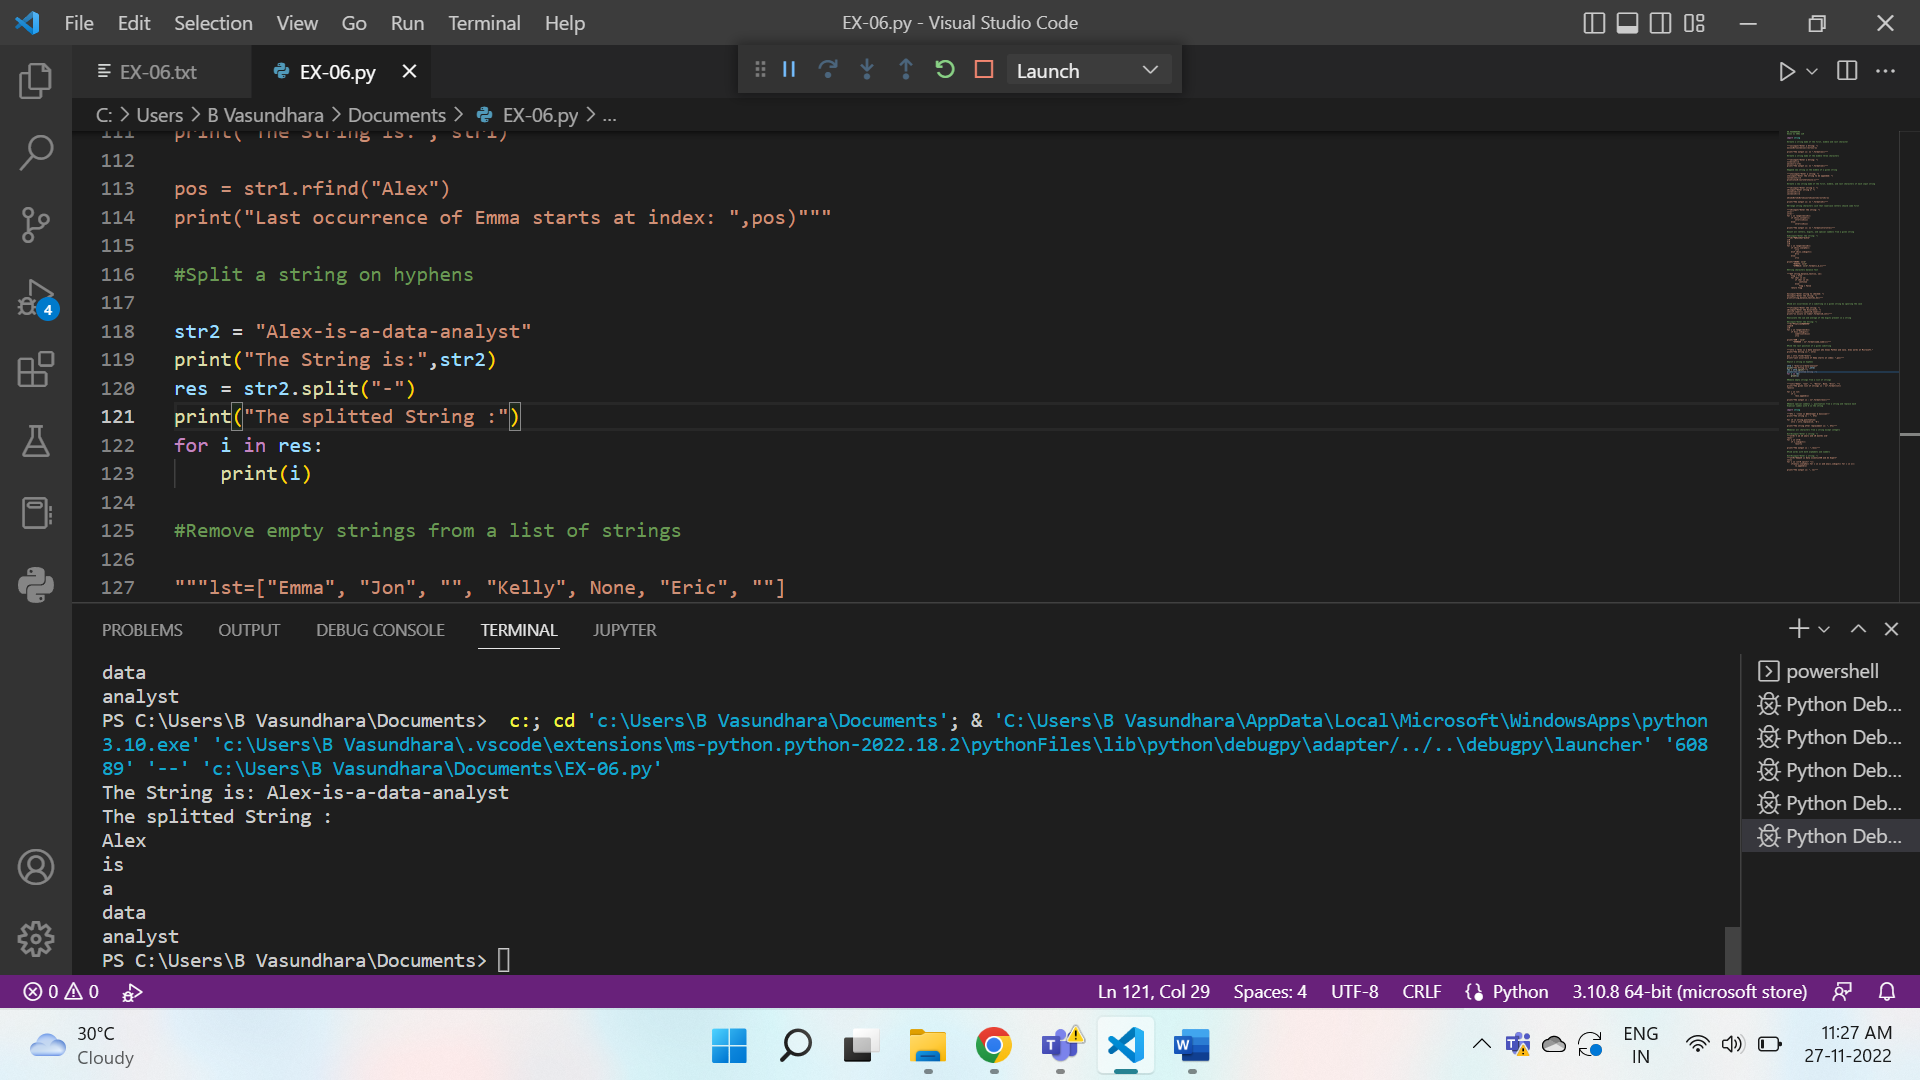 File Edit Selection View Go Run Terminal Help
EX-06.py - Visual Studio Code
EX-06.txt
EX-06.py
Launch
C: > Users > B Vasundhara > Documents > EX-06.py > ...
111 print("The String is:", str1)
112
113 pos = str1.rfind("Alex")
114 print("Last occurrence of Emma starts at index: ",pos)"""
115
116 #Split a string on hyphens
117
118 str2 = "Alex-is-a-data-analyst"
119 print("The String is:",str2)
120 res = str2.split("-")
121 print("The splitted String :")
122 for i in res:
123 print(i)
124
125 #Remove empty strings from a list of strings
126
127 """lst=["Emma", "Jon", "", "Kelly", None, "Eric", ""]
PROBLEMS OUTPUT DEBUG CONSOLE TERMINAL JUPYTER
data
analyst
PS C:\Users\B Vasundhara\Documents>  c:; cd 'c:\Users\B Vasundhara\Documents'; & 'C:\Users\B Vasundhara\AppData\Local\Microsoft\WindowsApps\python
3.10.exe' 'c:\Users\B Vasundhara\.vscode\extensions\ms-python.python-2022.18.2\pythonFiles\lib\python\debugpy\adapter/../..\debugpy\launcher' '608
89' '--' 'c:\Users\B Vasundhara\Documents\EX-06.py'
The String is: Alex-is-a-data-analyst
The splitted String :
Alex
is
a
data
analyst
PS C:\Users\B Vasundhara\Documents>
powershell
Python Deb...
Python Deb...
Python Deb...
Python Deb...
Python Deb...
4
0 0
Ln 121, Col 29 Spaces: 4 UTF-8 CRLF Python 3.10.8 64-bit (microsoft store)
30°C
Cloudy
ENG
IN
11:27 AM
27-11-2022